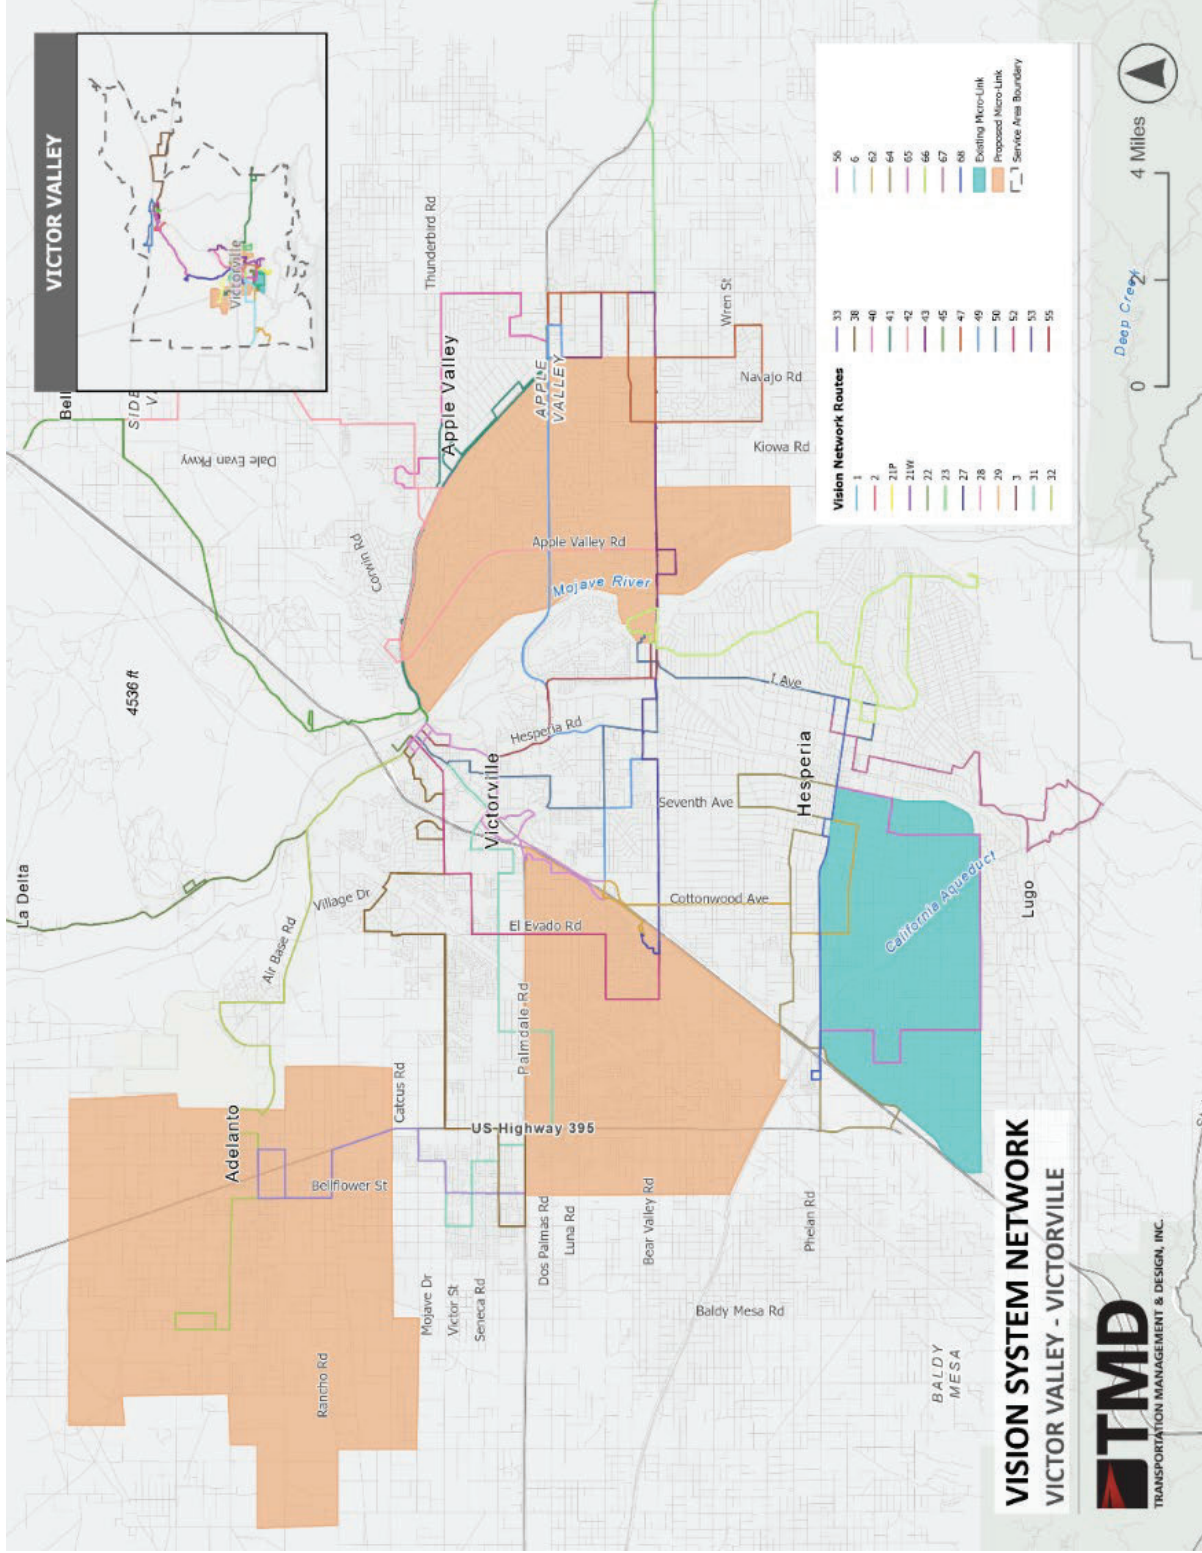 VICTOR VALLEY
Victorville
VISION SYSTEM NETWORK
VICTOR VALLEY - VICTORVILLE
TMD
TRANSPORTATION MANAGEMENT & DESIGN, INC.
Vision Network Routes
1
2
21P
21W
22
23
27
28
29
3
31
32
33
38
40
41
42
43
45
47
49
50
52
53
55
56
6
62
64
65
66
67
68
Existing Micro-Link
Proposed Micro-Link
Service Area Boundary
0
2
4 Miles
Deep Creek
La Delta
4536 ft
Bell
SIDE
VA
Dale Evan Pkwy
Corwin Rd
Thunderbird Rd
Apple Valley
APPLE
VALLEY
Wren St
Navajo Rd
Kiowa Rd
Apple Valley Rd
Mojave River
I Ave
Hesperia Rd
Victorville
Hesperia
Seventh Ave
Cottonwood Ave
El Evado Rd
Village Dr
Air Base Rd
Palmdale Rd
US Highway 395
Catcus Rd
Adelanto
Bellflower St
Rancho Rd
Mojave Dr
Victor St
Seneca Rd
Dos Palmas Rd
Luna Rd
Bear Valley Rd
Phelan Rd
Baldy Mesa Rd
BALDY
MESA
California Aqueduct
Lugo